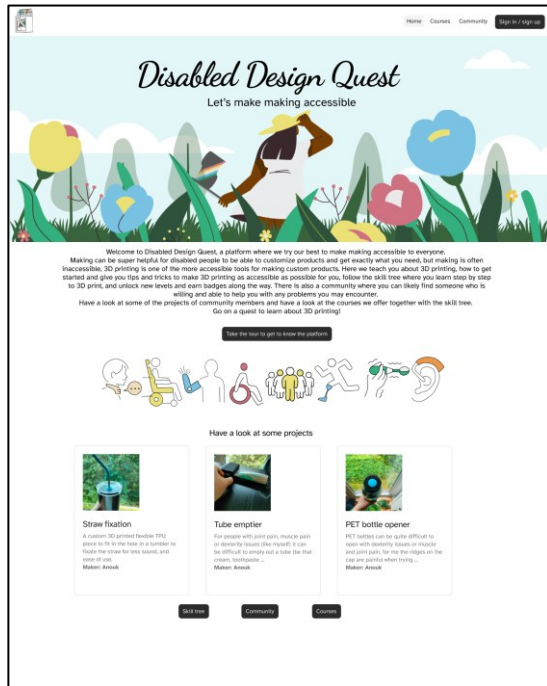 Home Courses Community Sign in / sign up
Disabled Design Quest
Let's make making accessible
Welcome to Disabled Design Quest, a platform where we try our best to make making accessible to everyone.
Making can be super helpful for disabled people to be able to customize products and get exactly what you need, but making is often
inaccessible, 3D printing is one of the more accessible tools for making custom products. Here we teach you about 3D printing, how to get
started and give you tips and tricks to make 3D printing as accessible as possible for you, follow the skill tree where you learn step by step
to 3D print, and unlock new levels and earn badges along the way. There is also a community where you can likely find someone who is
willing and able to help you with any problems you may encounter.
Have a look at some of the projects of community members and have a look at the courses we offer together with the skill tree.
Go on a quest to learn about 3D printing!
Take the tour to get to know the platform
Have a look at some projects
Straw fixation
A custom 3D printed flexible TPU
piece to fit in the hole in a tumbler to
fixate the straw for less sound, and
ease of use.
Maker: Anouk
Tube emptier
For people with joint pain, muscle pain
or dexterity issues (like myself) it can
be difficult to empty out a tube (be that
cream, toothpaste ...
Maker: Anouk
PET bottle opener
PET bottles can be quite difficult to
open with dexterity issues or muscle
and joint pain, for me the ridges on the
cap are painful when trying ...
Maker: Anouk
Skill tree Community Courses